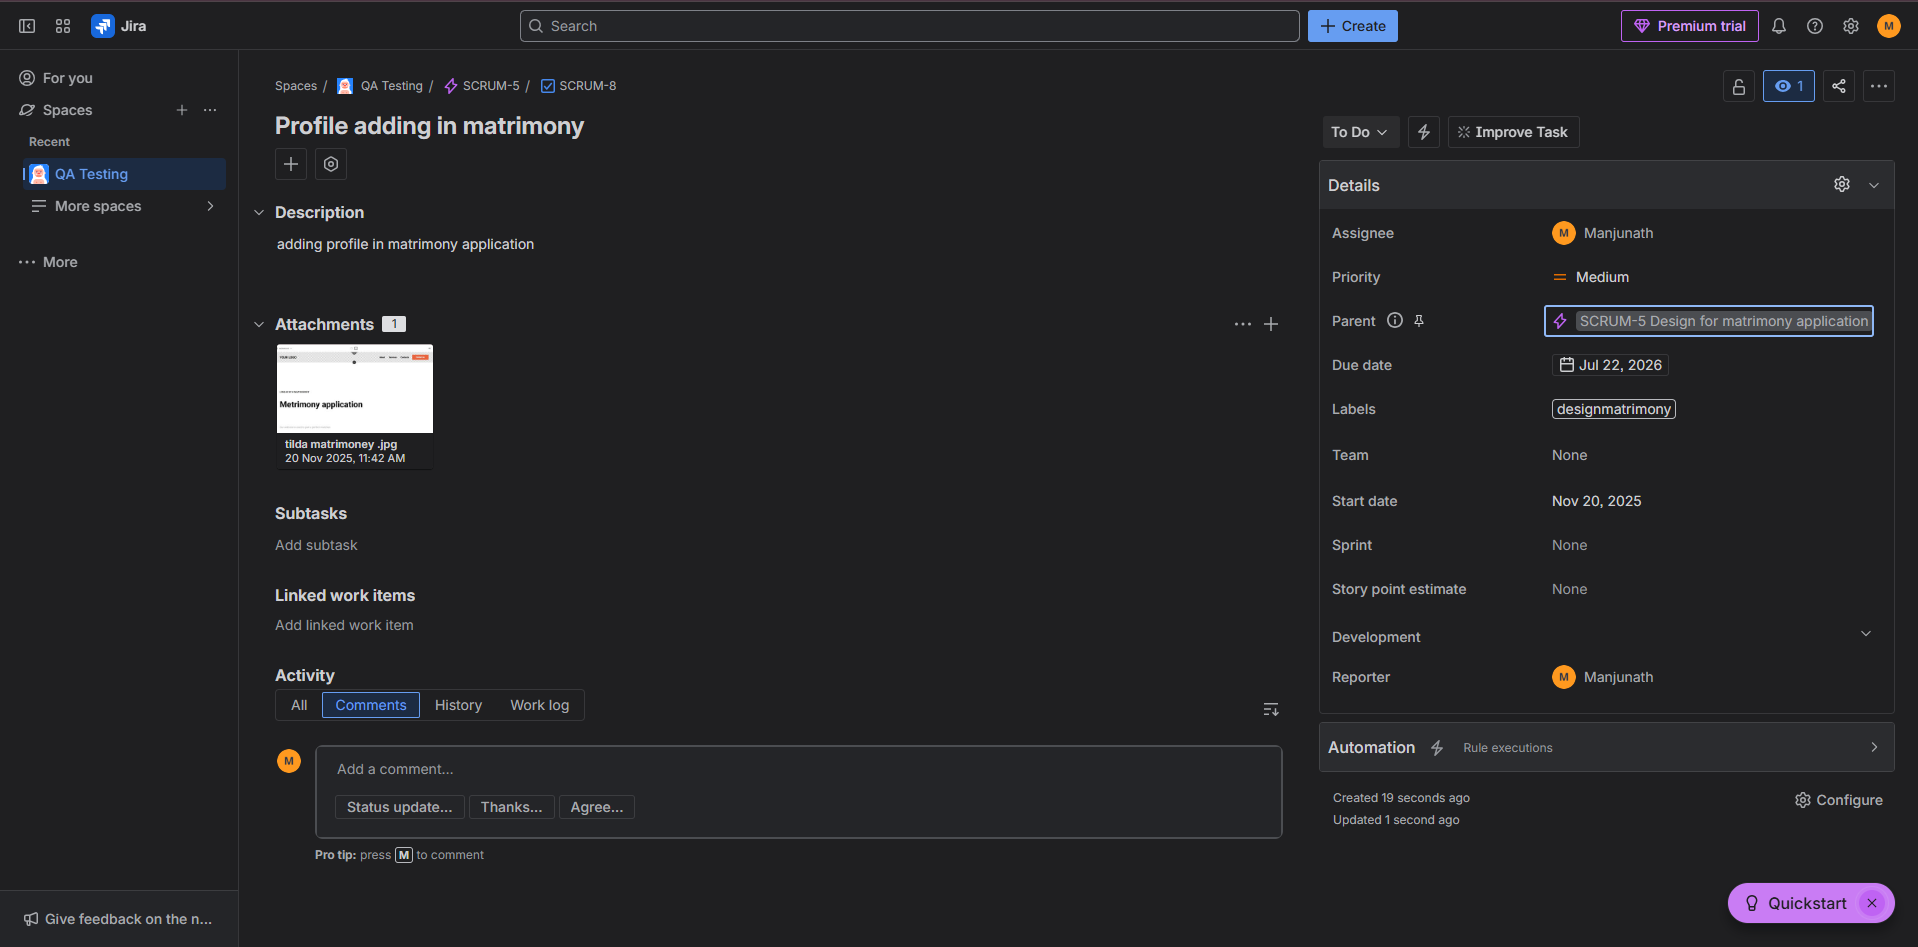 Jira
Search
Create
Premium trial
M
For you
Spaces
Recent
QA Testing
More spaces
More
Give feedback on the n...
Spaces / QA Testing / SCRUM-5 / SCRUM-8
1
Profile adding in matrimony
Description
adding profile in matrimony application
Attachments 1
Metrimony application
tilda matrimoney .jpg
20 Nov 2025, 11:42 AM
Subtasks
Add subtask
Linked work items
Add linked work item
Activity
All Comments History Work log
M
Add a comment...
Status update... Thanks... Agree...
Pro tip: press M to comment
To Do
Improve Task
Details
Assignee M Manjunath
Priority Medium
Parent SCRUM-5 Design for matrimony application
Due date Jul 22, 2026
Labels designmatrimony
Team None
Start date Nov 20, 2025
Sprint None
Story point estimate None
Development
Reporter M Manjunath
Automation Rule executions
Created 19 seconds ago
Updated 1 second ago
Configure
Quickstart